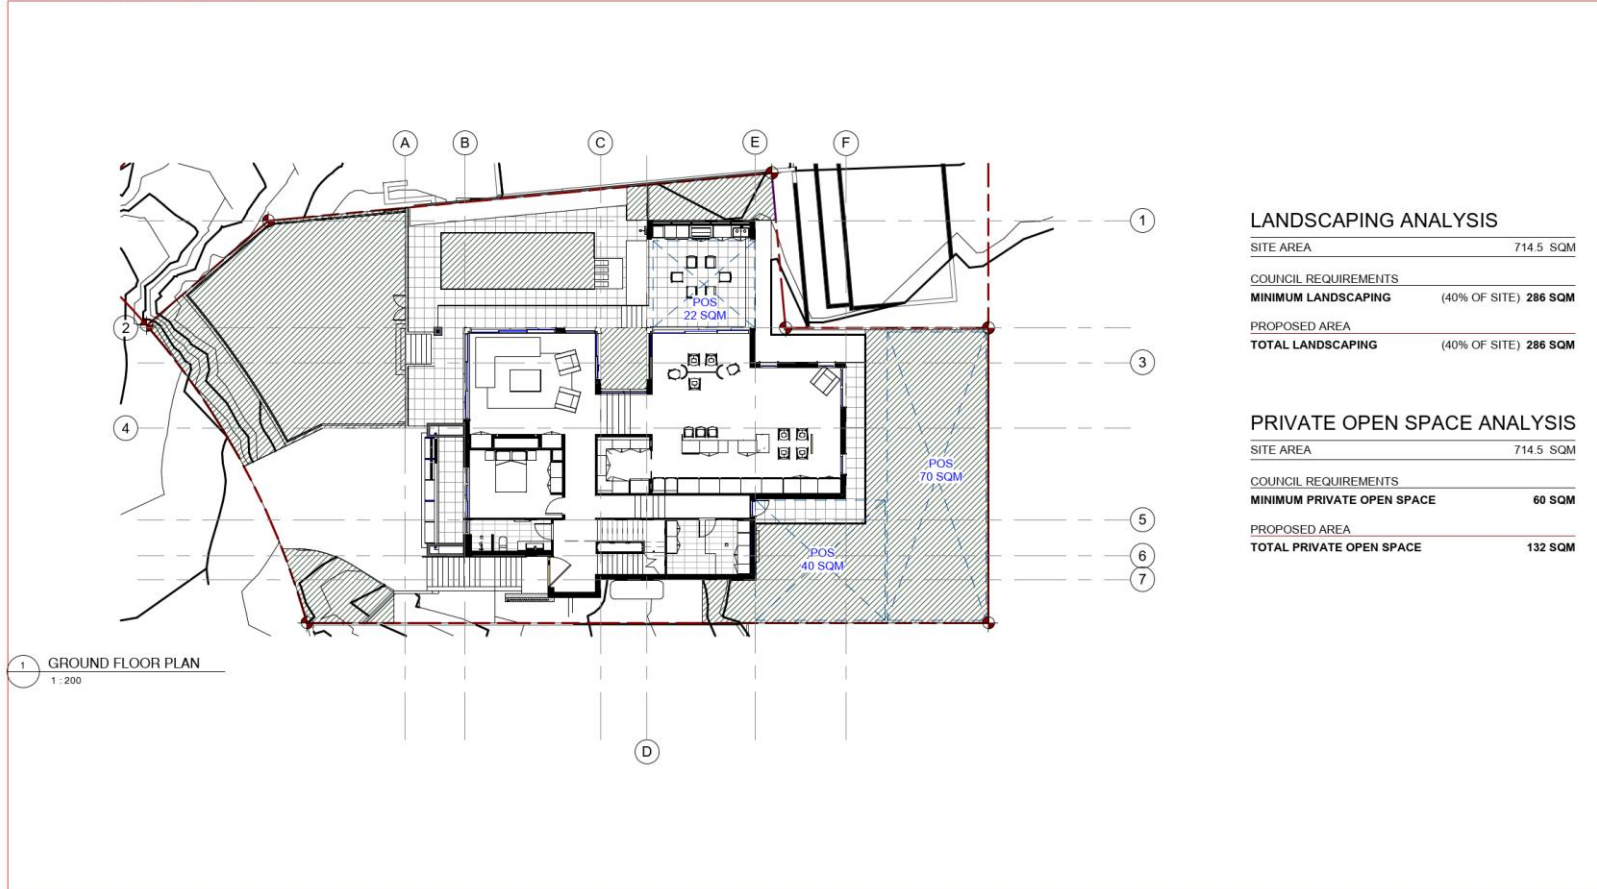 A B C E F
1
2
3
4
5
6
7
D
POS
22 SQM
POS
70 SQM
POS
40 SQM
1 GROUND FLOOR PLAN
1 : 200
LANDSCAPING ANALYSIS
SITE AREA 714.5 SQM
COUNCIL REQUIREMENTS
MINIMUM LANDSCAPING (40% OF SITE) 286 SQM
PROPOSED AREA
TOTAL LANDSCAPING (40% OF SITE) 286 SQM
PRIVATE OPEN SPACE ANALYSIS
SITE AREA 714.5 SQM
COUNCIL REQUIREMENTS
MINIMUM PRIVATE OPEN SPACE 60 SQM
PROPOSED AREA
TOTAL PRIVATE OPEN SPACE 132 SQM